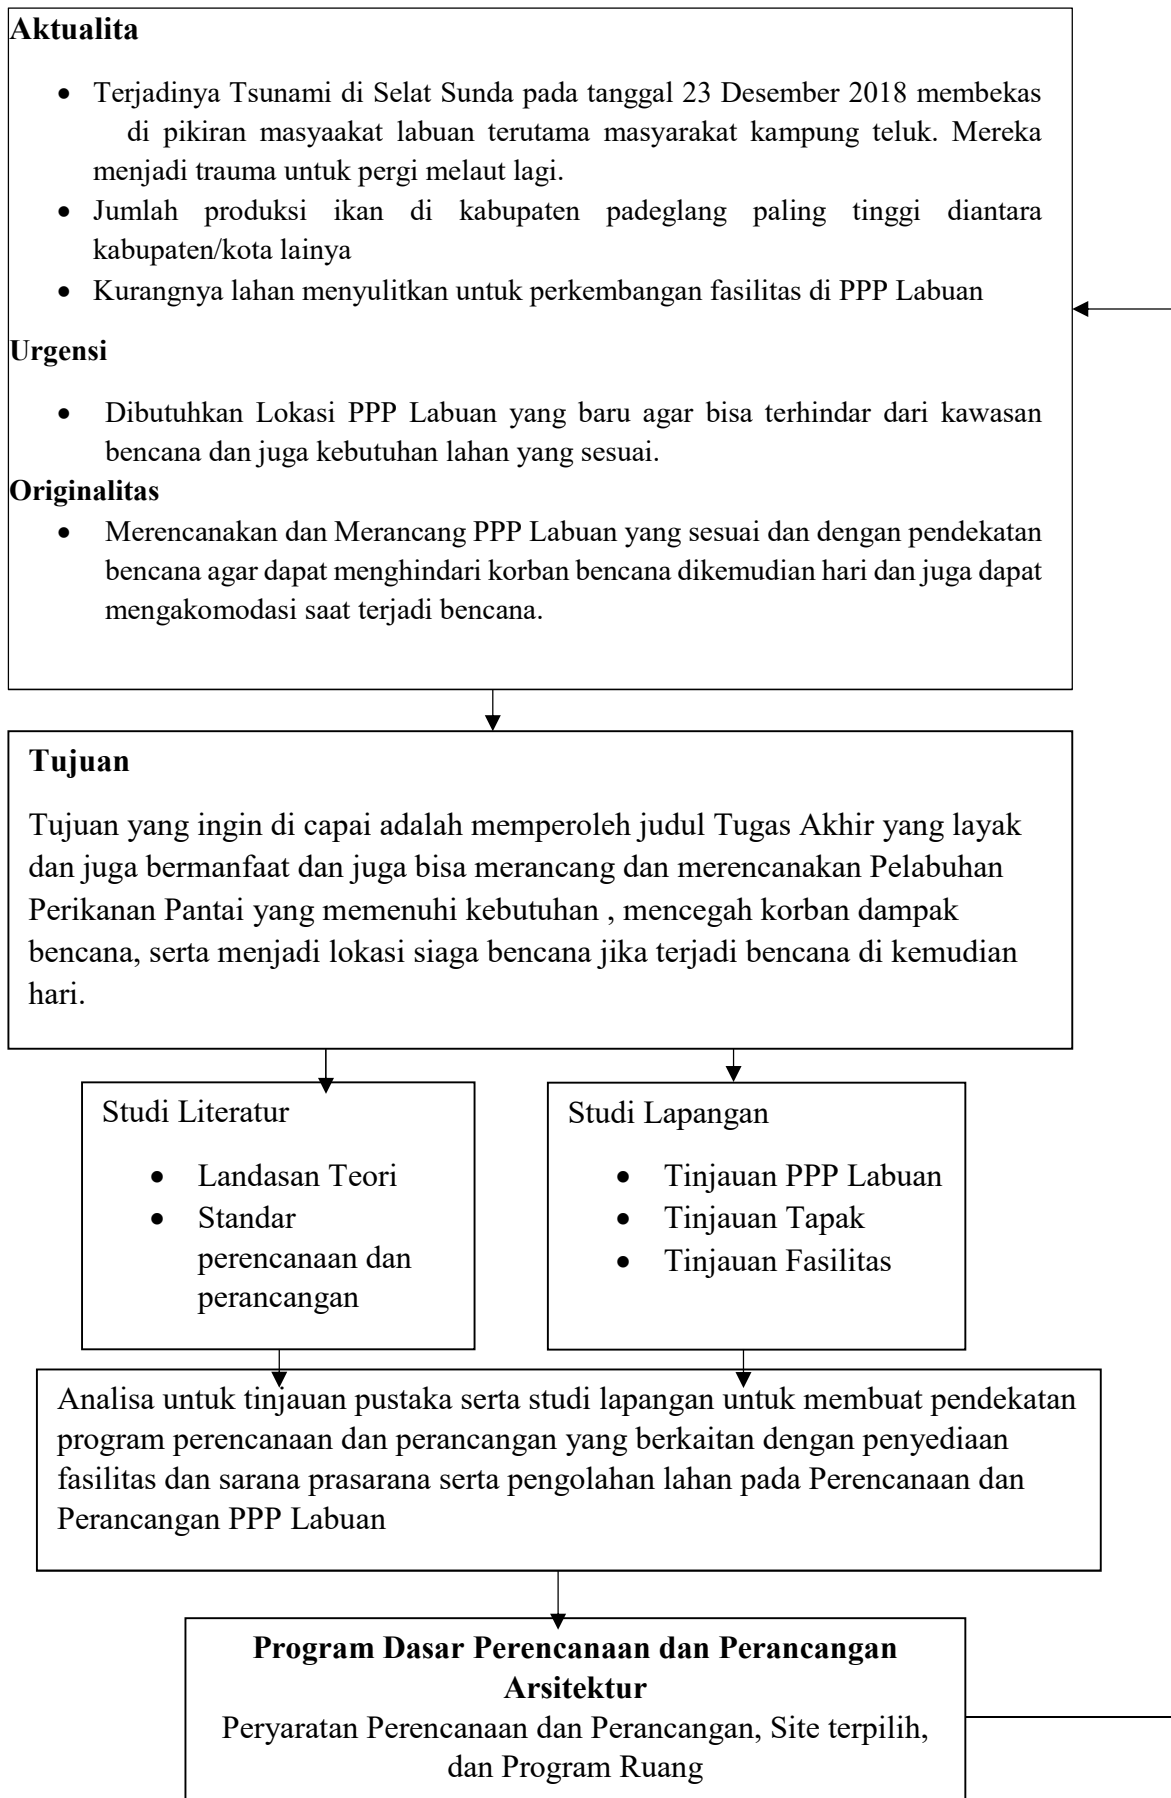 Aktualita
• Terjadinya Tsunami di Selat Sunda pada tanggal 23 Desember 2018 membekas
di pikiran masyaakat labuan terutama masyarakat kampung teluk. Mereka
menjadi trauma untuk pergi melaut lagi.
• Jumlah produksi ikan di kabupaten padeglang paling tinggi diantara
kabupaten/kota lainya
• Kurangnya lahan menyulitkan untuk perkembangan fasilitas di PPP Labuan
Urgensi
• Dibutuhkan Lokasi PPP Labuan yang baru agar bisa terhindar dari kawasan
bencana dan juga kebutuhan lahan yang sesuai.
Originalitas
• Merencanakan dan Merancang PPP Labuan yang sesuai dan dengan pendekatan
bencana agar dapat menghindari korban bencana dikemudian hari dan juga dapat
mengakomodasi saat terjadi bencana.
Tujuan
Tujuan yang ingin di capai adalah memperoleh judul Tugas Akhir yang layak
dan juga bermanfaat dan juga bisa merancang dan merencanakan Pelabuhan
Perikanan Pantai yang memenuhi kebutuhan , mencegah korban dampak
bencana, serta menjadi lokasi siaga bencana jika terjadi bencana di kemudian
hari.
Studi Literatur
• Landasan Teori
• Standar
perencanaan dan
perancangan
Studi Lapangan
• Tinjauan PPP Labuan
• Tinjauan Tapak
• Tinjauan Fasilitas
Analisa untuk tinjauan pustaka serta studi lapangan untuk membuat pendekatan
program perencanaan dan perancangan yang berkaitan dengan penyediaan
fasilitas dan sarana prasarana serta pengolahan lahan pada Perencanaan dan
Perancangan PPP Labuan
Program Dasar Perencanaan dan Perancangan
Arsitektur
Peryaratan Perencanaan dan Perancangan, Site terpilih,
dan Program Ruang